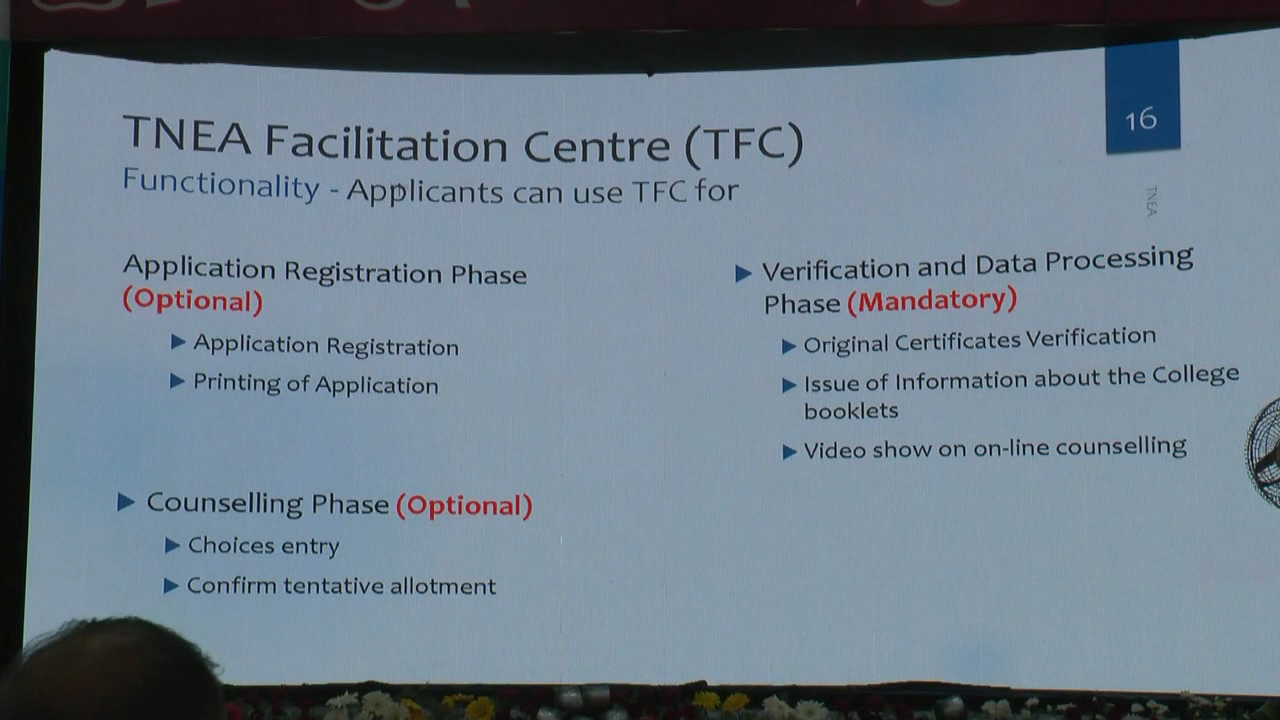 16
TNEA Facilitation Centre (TFC)
Functionality - Applicants can use TFC for
TNEA
Application Registration Phase
(Optional)
Application Registration
Printing of Application
Verification and Data Processing
Phase (Mandatory)
Original Certificates Verification
Issue of Information about the College
booklets
Video show on on-line counselling
Counselling Phase (Optional)
Choices entry
Confirm tentative allotment